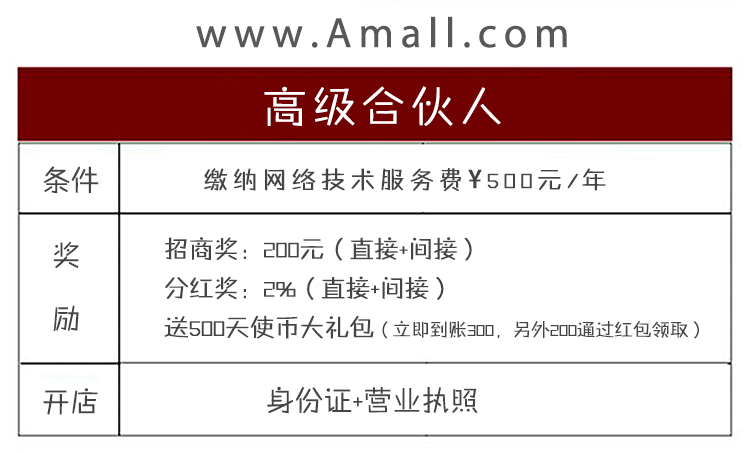 www.Amall.com
高级合伙人
条件
缴纳网络技术服务费¥500元/年
奖励
招商奖：200元（直接+间接）
分红奖：2%（直接+间接）
送500天使币大礼包（立即到账300，另外200通过红包领取）
开店
身份证+营业执照